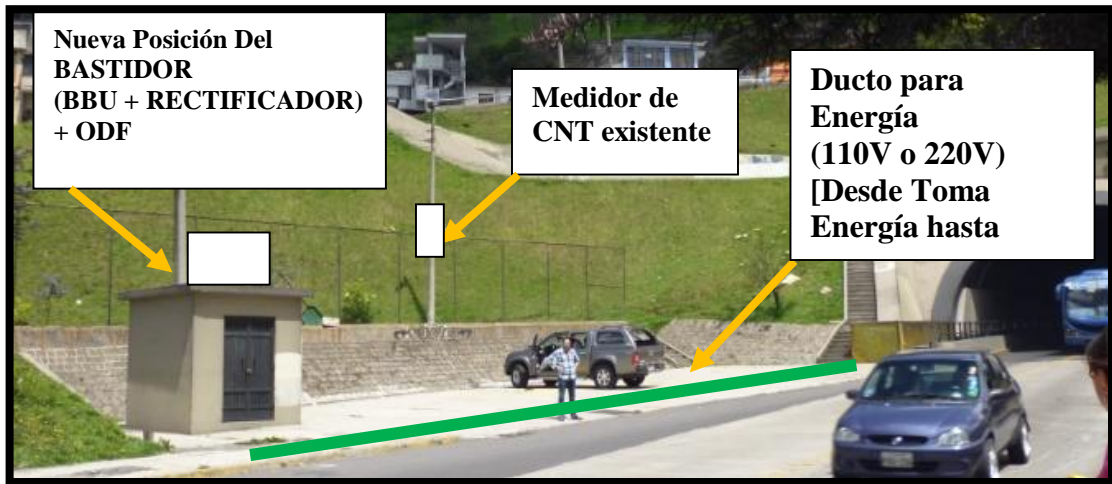 Nueva Posición Del
BASTIDOR
(BBU + RECTIFICADOR)
+ ODF
Medidor de
CNT existente
Ducto para
Energía
(110V o 220V)
[Desde Toma
Energía hasta